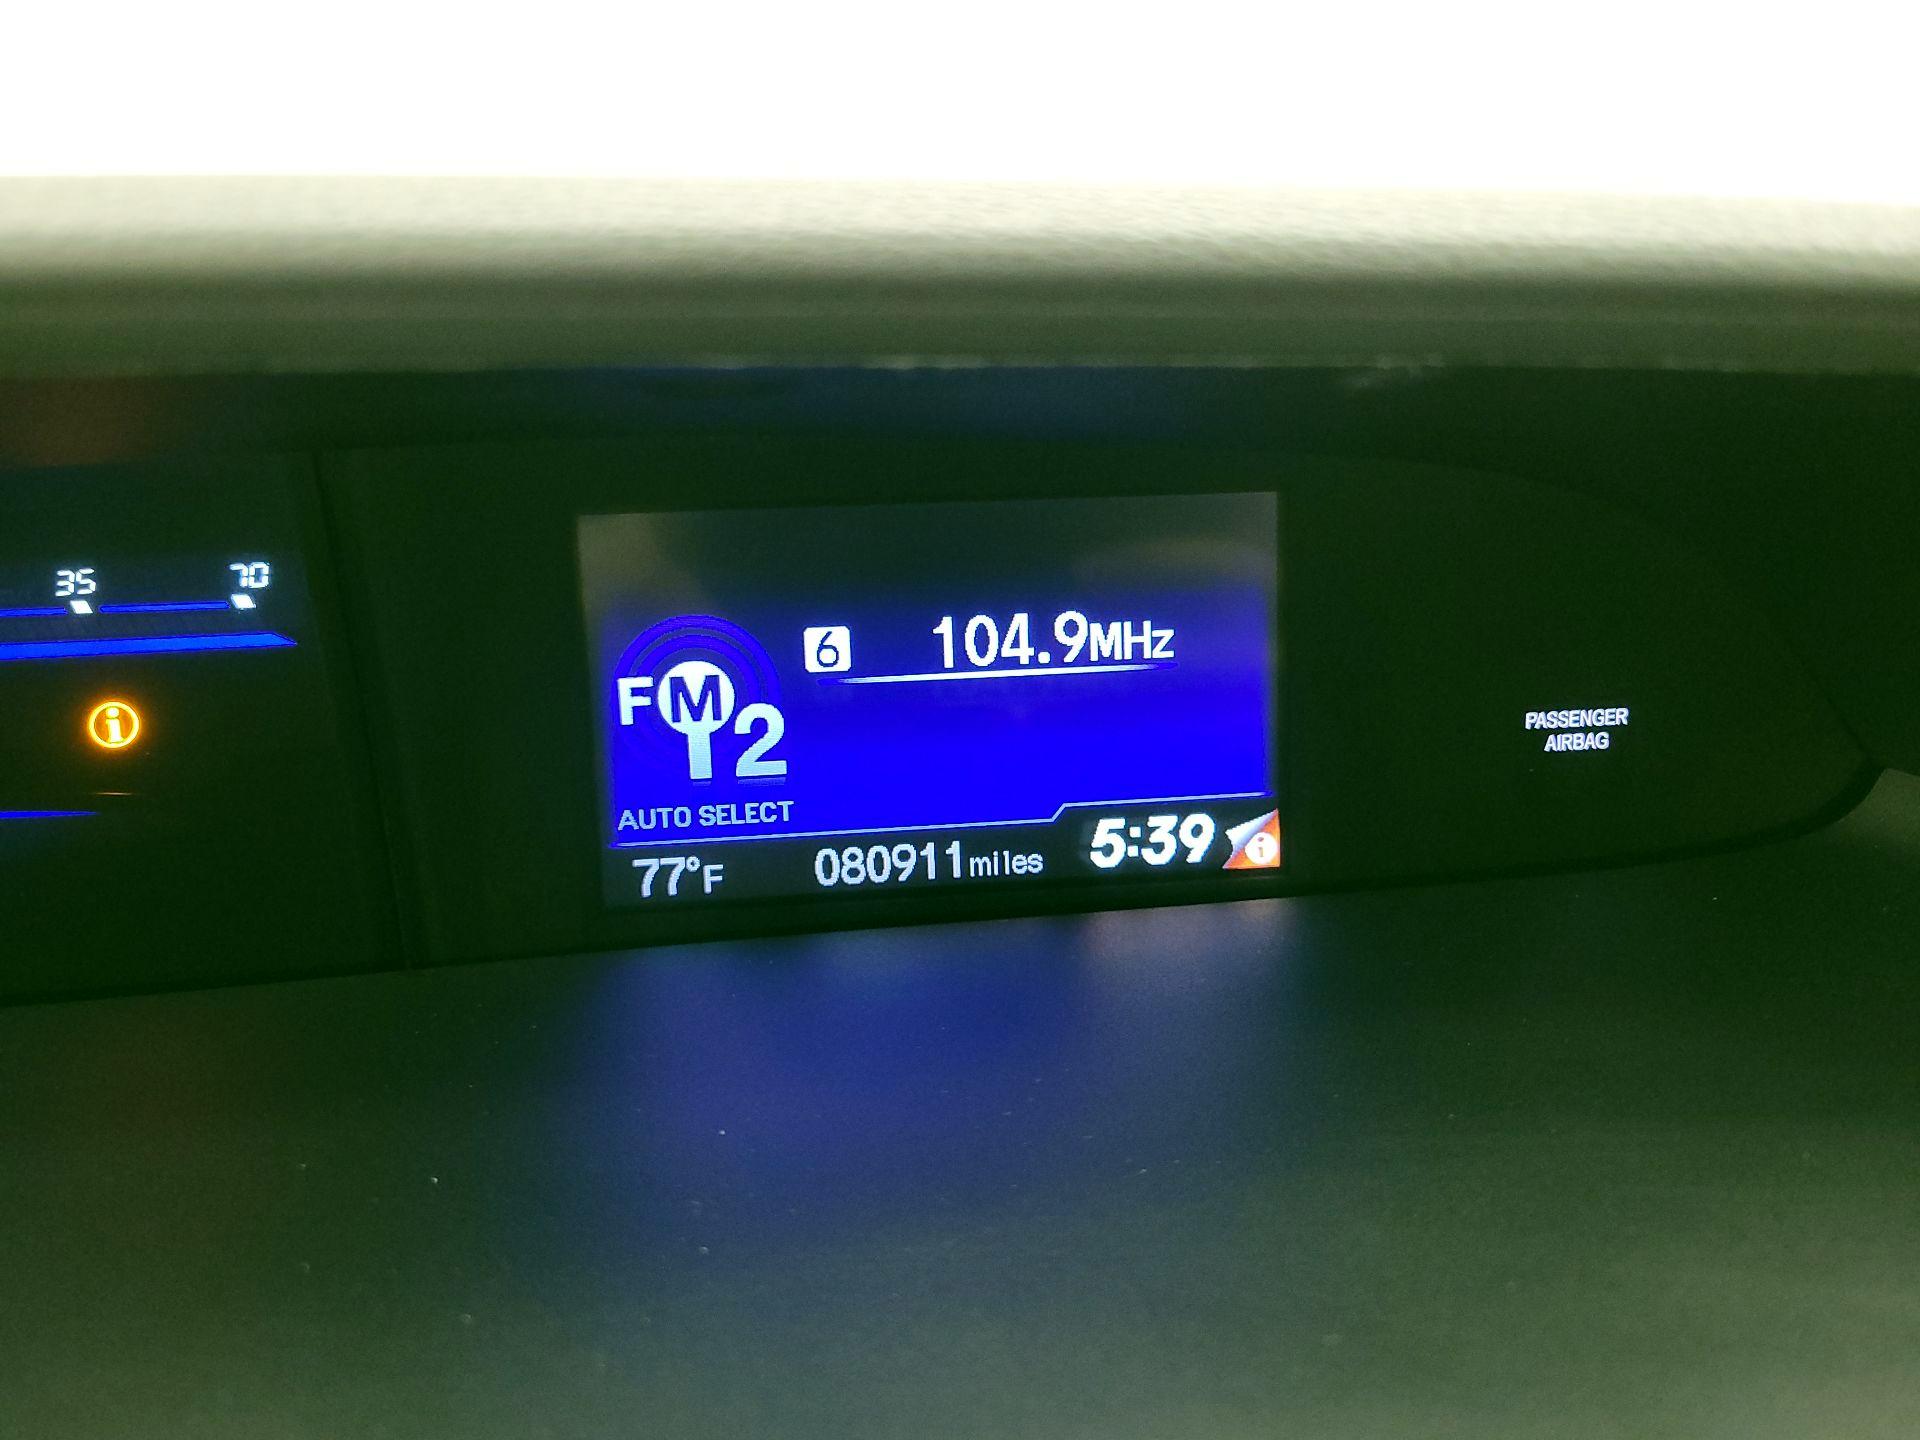 35 70
6 104.9MHz
FM 2
AUTO SELECT
77°F 080911miles 5:39
PASSENGER
AIRBAG